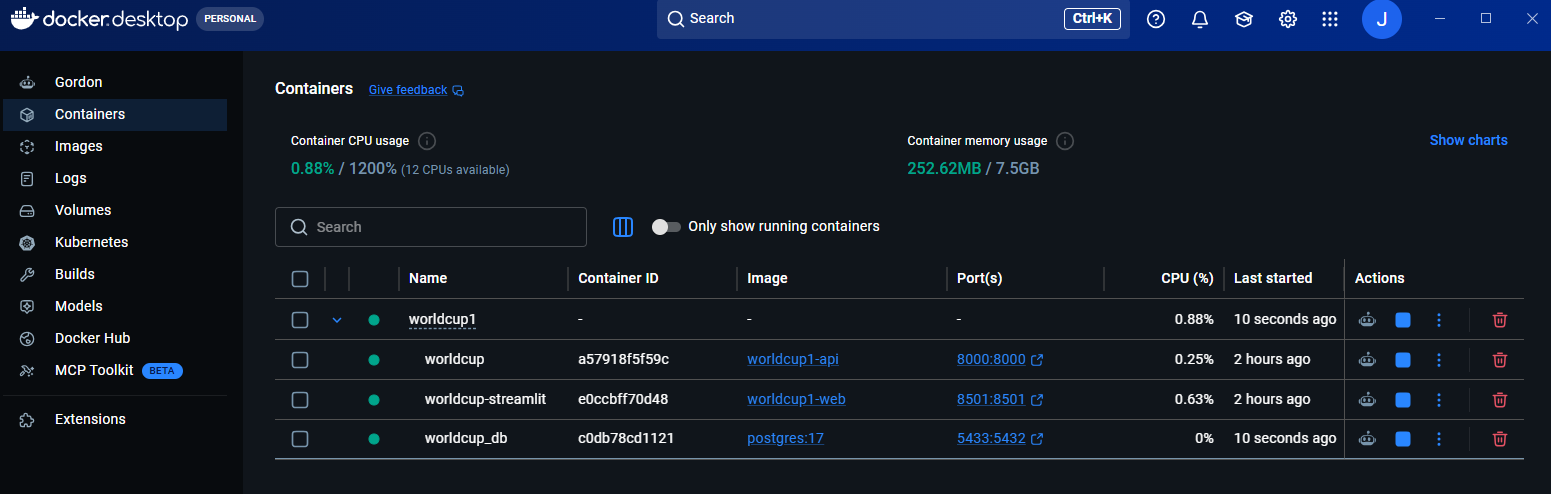 docker.desktop PERSONAL Search Ctrl+K J
Gordon
Containers
Images
Logs
Volumes
Kubernetes
Builds
Models
Docker Hub
MCP Toolkit BETA
Extensions
Containers Give feedback
Container CPU usage
0.88% / 1200% (12 CPUs available)
Container memory usage
252.62MB / 7.5GB
Show charts
Search
Only show running containers
Name Container ID Image Port(s) CPU (%) Last started Actions
worldcup1 - - - 0.88% 10 seconds ago
worldcup a57918f5f59c worldcup1-api 8000:8000 0.25% 2 hours ago
worldcup-streamlit e0ccbff70d48 worldcup1-web 8501:8501 0.63% 2 hours ago
worldcup_db c0db78cd1121 postgres:17 5433:5432 0% 10 seconds ago